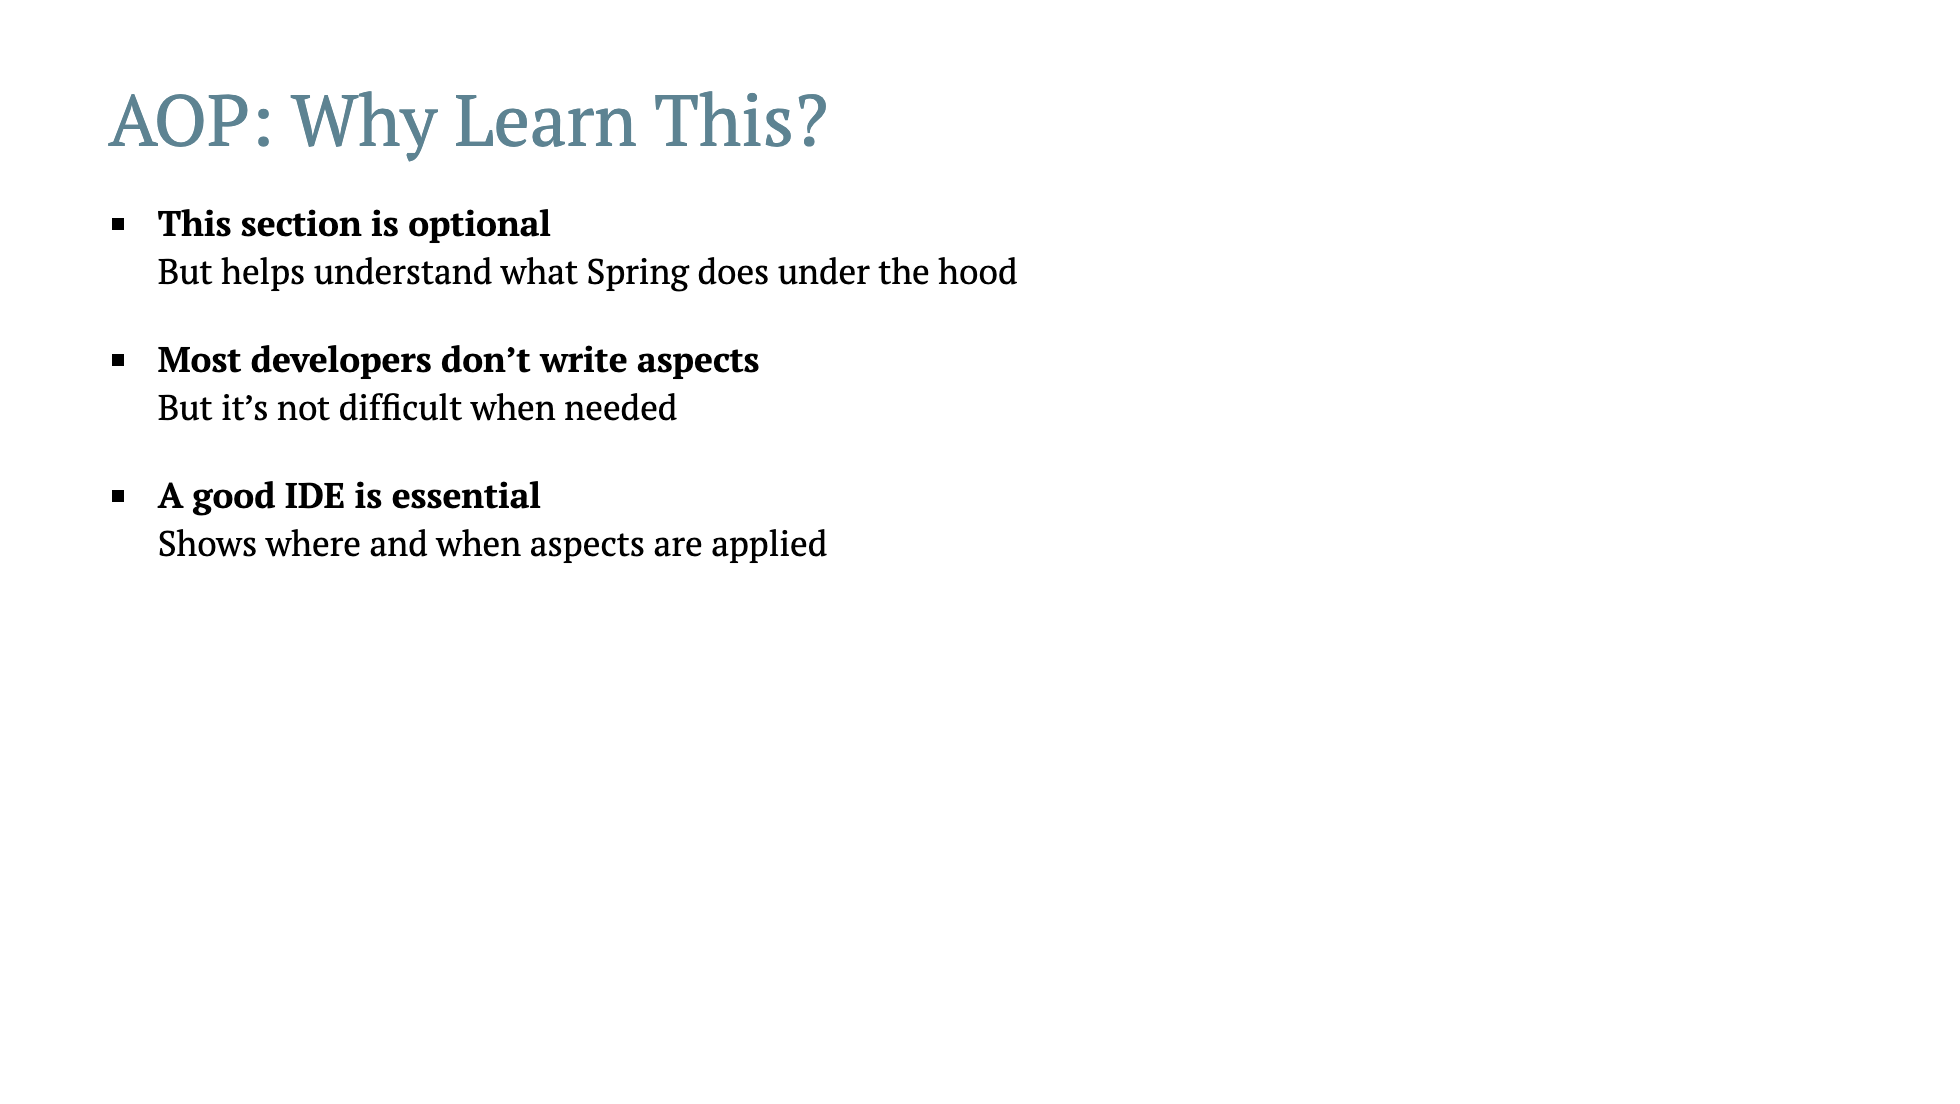 AOP: Why Learn This?
▪ This section is optional
But helps understand what Spring does under the hood
▪ Most developers don’t write aspects
But it’s not difficult when needed
▪ A good IDE is essential
Shows where and when aspects are applied